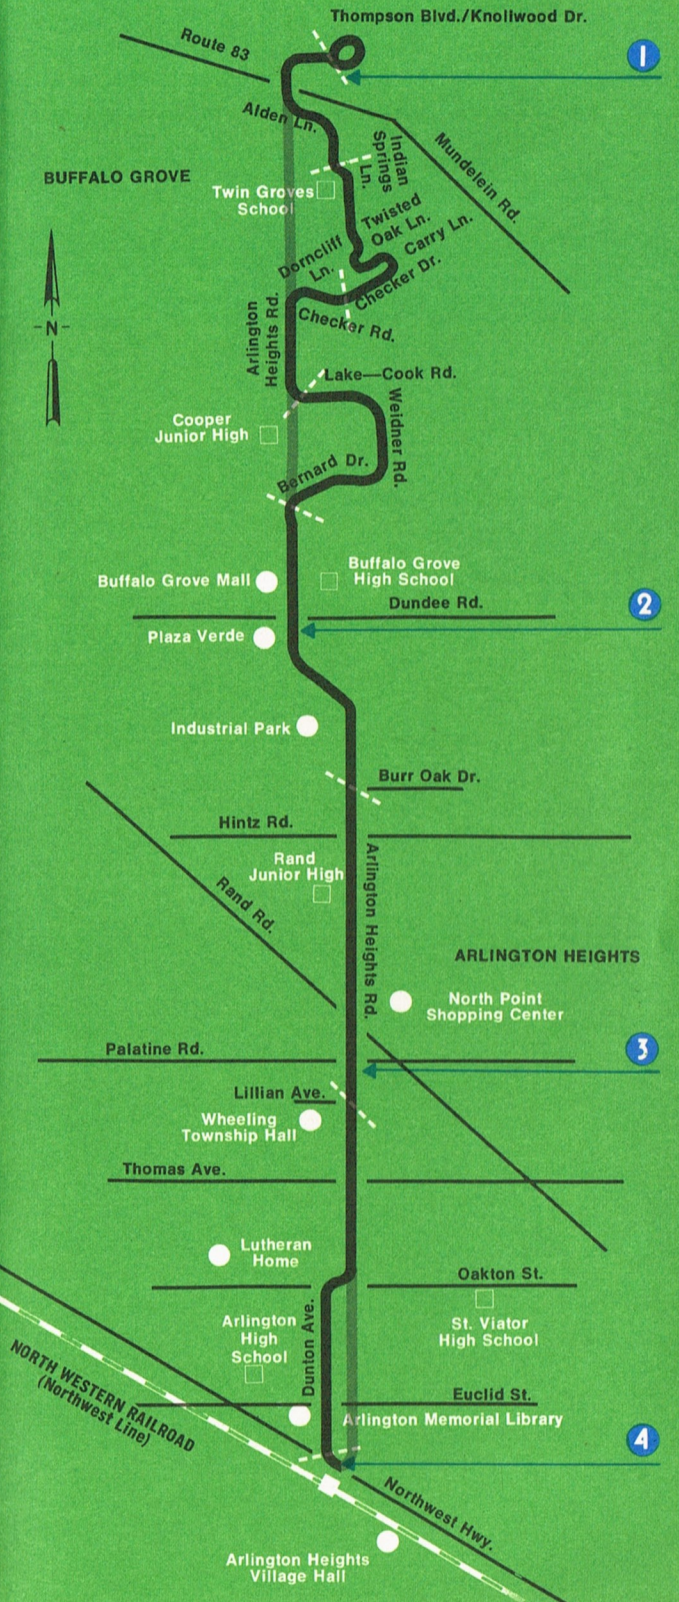 Thompson Blvd./Knollwood Dr.
Route 83
1
Alden Ln.
Indian
Springs
Ln.
Mundelein Rd.
BUFFALO GROVE
Twin Groves
School
Twisted
Oak Ln.
Carry Ln.
Dorncliff
Ln.
Checker Dr.
-N-
Arlington
Heights Rd.
Checker Rd.
Lake—Cook Rd.
Weidner Rd.
Cooper
Junior High
Bernard Dr.
Buffalo Grove Mall
Buffalo Grove
High School
Dundee Rd.
2
Plaza Verde
Industrial Park
Burr Oak Dr.
Hintz Rd.
Rand
Junior High
Rand Rd.
Arlington Heights Rd.
ARLINGTON HEIGHTS
North Point
Shopping Center
Palatine Rd.
3
Lillian Ave.
Wheeling
Township Hall
Thomas Ave.
Lutheran
Home
Oakton St.
Arlington
High
School
Dunton Ave.
St. Viator
High School
NORTH WESTERN RAILROAD
(Northwest Line)
Euclid St.
Arlington Memorial Library
4
Northwest Hwy.
Arlington Heights
Village Hall